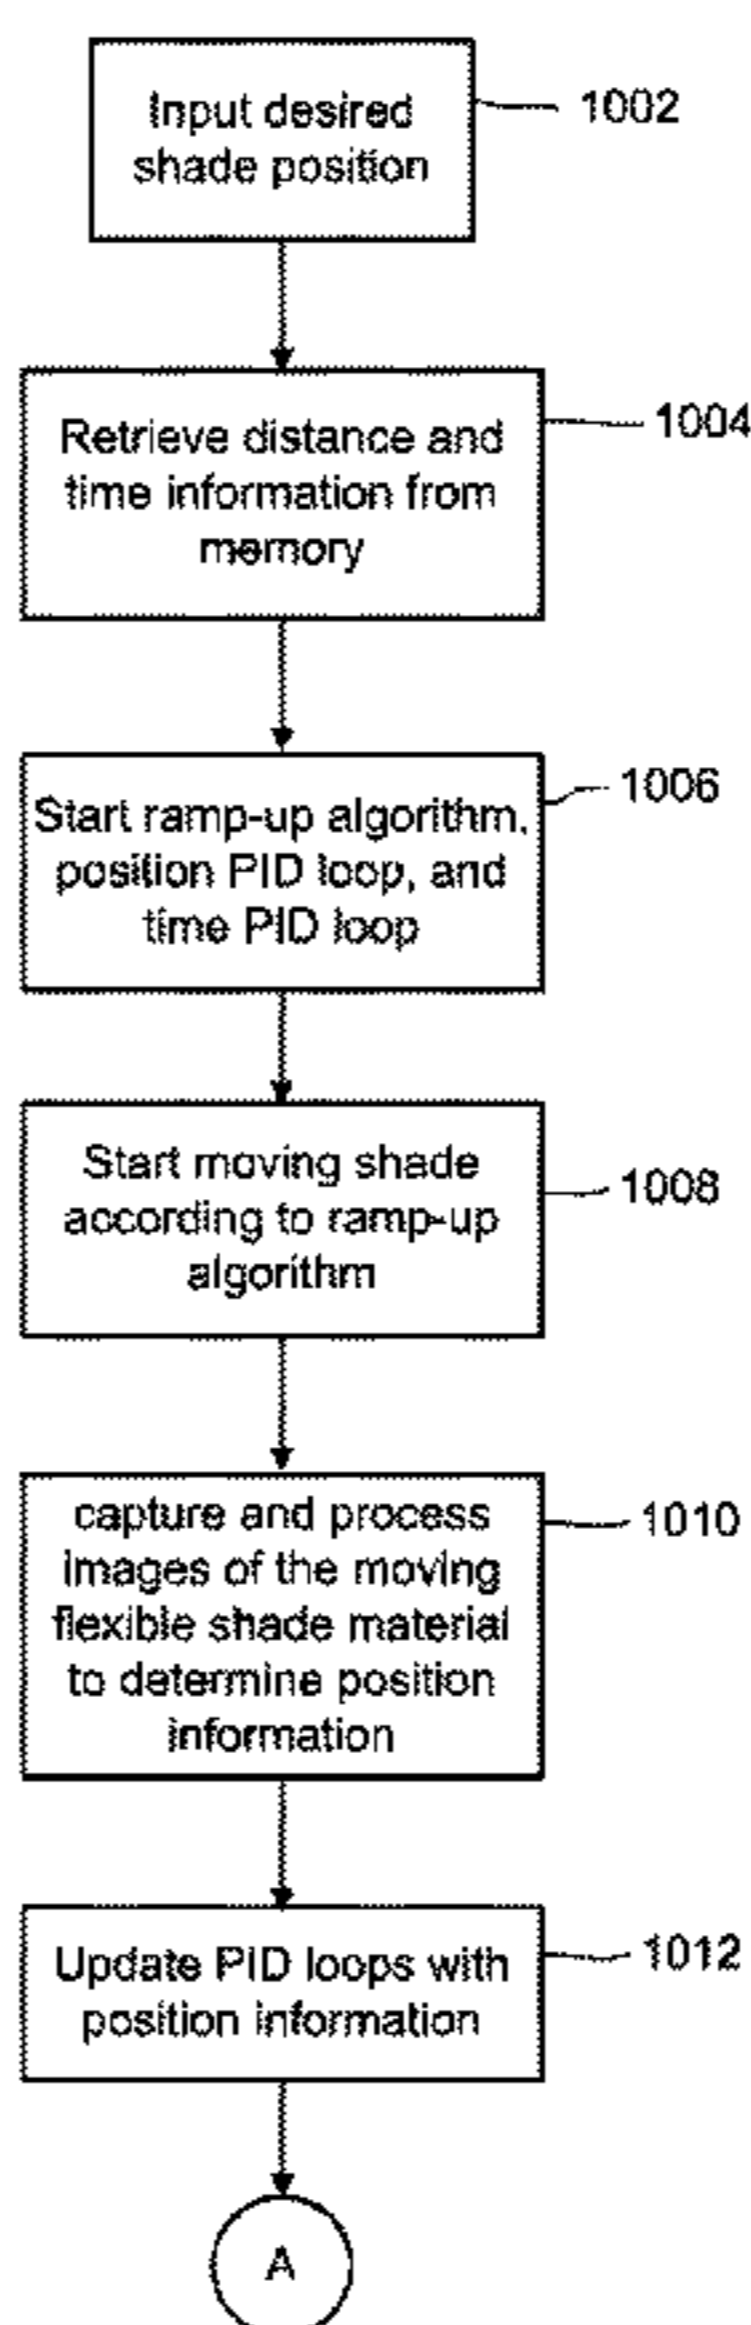 Input desired
shade position
1002
Retrieve distance and
time information from
memory
1004
Start ramp-up algorithm,
position PID loop, and
time PID loop
1006
Start moving shade
according to ramp-up
algorithm
1008
capture and process
images of the moving
flexible shade material
to determine position
information
1010
Update PID loops with
position information
1012
A